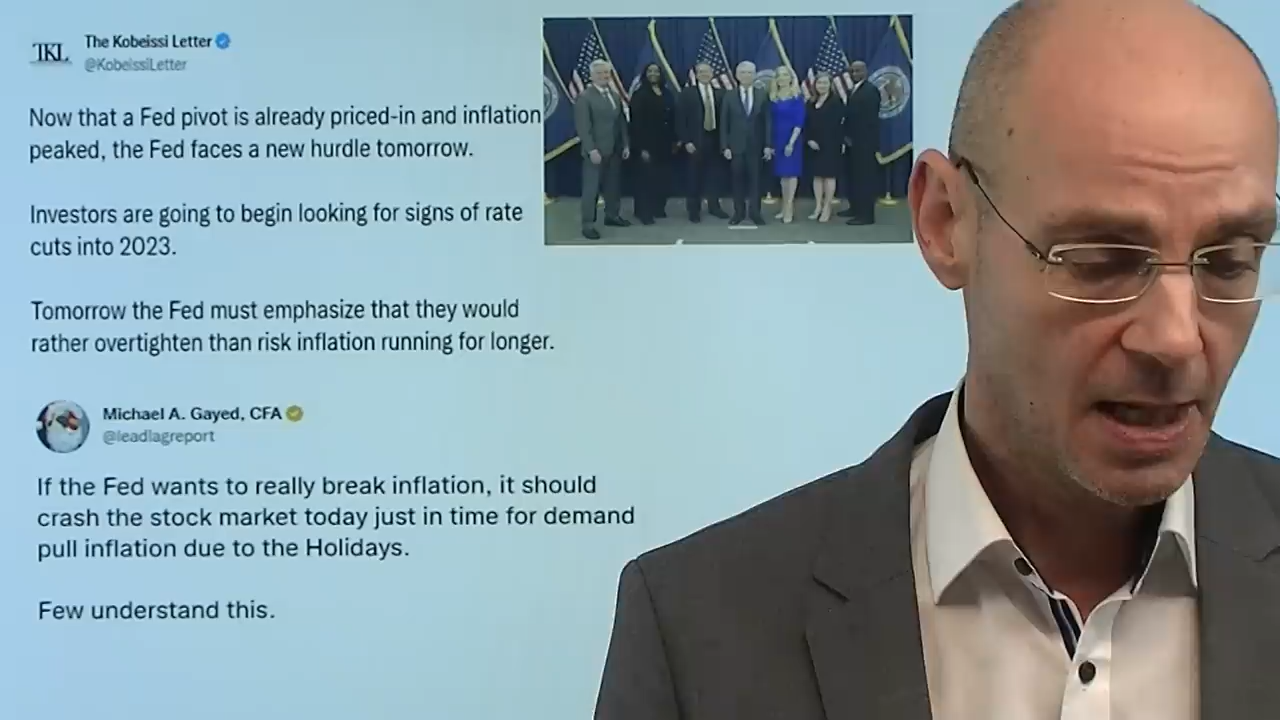 TKL
The Kobeissi Letter
@KobeissiLetter
Now that a Fed pivot is already priced-in and inflation
peaked, the Fed faces a new hurdle tomorrow.
Investors are going to begin looking for signs of rate
cuts into 2023.
Tomorrow the Fed must emphasize that they would
rather overtighten than risk inflation running for longer.
Michael A. Gayed, CFA
@leadlagreport
If the Fed wants to really break inflation, it should
crash the stock market today just in time for demand
pull inflation due to the Holidays.
Few understand this.